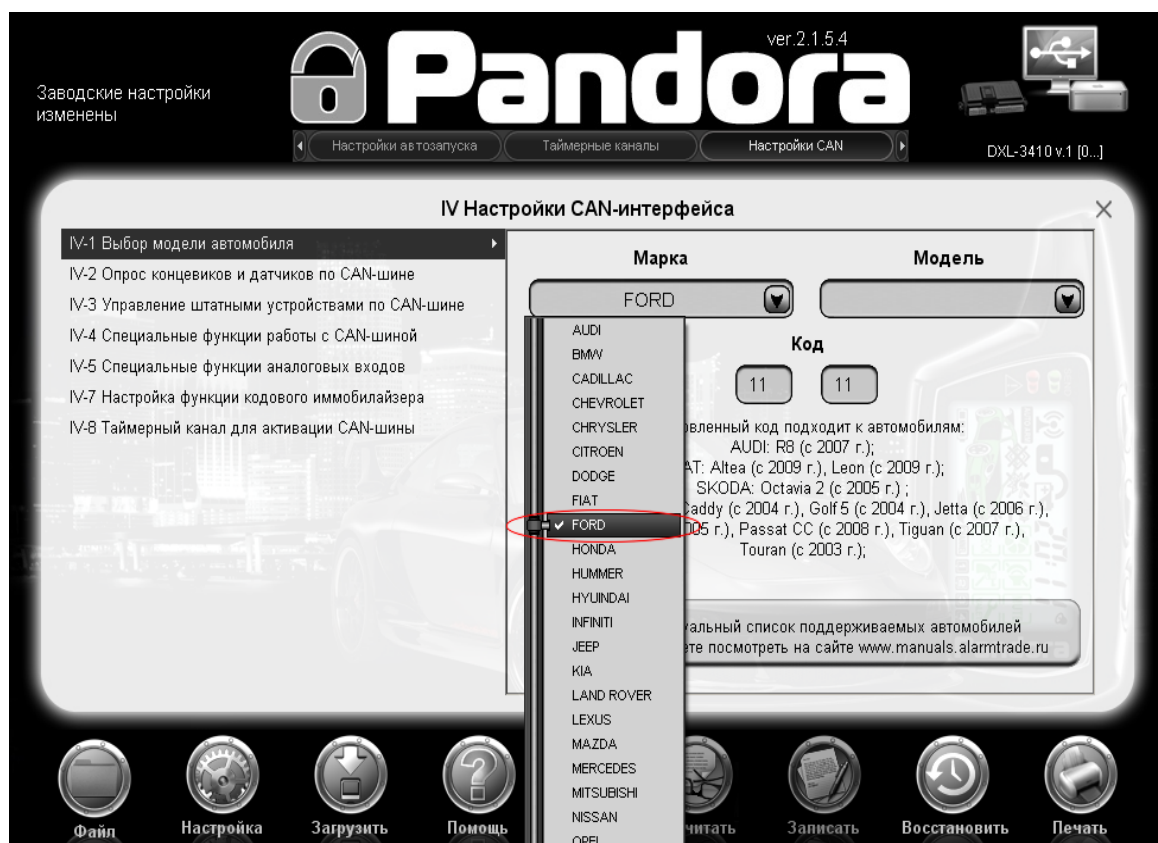 Pandora
ver.2.1.5.4
Заводские настройки
изменены
Настройки автозапуска
Таймерные каналы
Настройки CAN
DXL-3410 v.1 [0...]
IV Настройки CAN-интерфейса
IV-1 Выбор модели автомобиля
IV-2 Опрос концевиков и датчиков по CAN-шине
IV-3 Управление штатными устройствами по CAN-шине
IV-4 Специальные функции работы с CAN-шиной
IV-5 Специальные функции аналоговых входов
IV-7 Настройка функции кодового иммобилайзера
IV-8 Таймерный канал для активации CAN-шины
Марка
Модель
FORD
AUDI
BMW
CADILLAC
CHEVROLET
CHRYSLER
CITROEN
DODGE
FIAT
FORD
HONDA
HUMMER
HYUINDAI
INFINITI
JEEP
KIA
LAND ROVER
LEXUS
MAZDA
MERCEDES
MITSUBISHI
NISSAN
OPEL
Код
11 11
овленный код подходит к автомобилям:
AUDI: R8 (с 2007 г.);
AT: Altea (с 2009 г.), Leon (с 2009 г.);
SKODA: Octavia 2 (с 2005 г.) ;
Caddy (с 2004 г.), Golf 5 (с 2004 г.), Jetta (с 2006 г.),
005 г.), Passat CC (с 2008 г.), Tiguan (с 2007 г.),
Touran (с 2003 г.);
уальный список поддерживаемых автомобилей
ете посмотреть на сайте www.manuals.alarmtrade.ru
Файл
Настройка
Загрузить
Помощь
читать
Записать
Восстановить
Печать